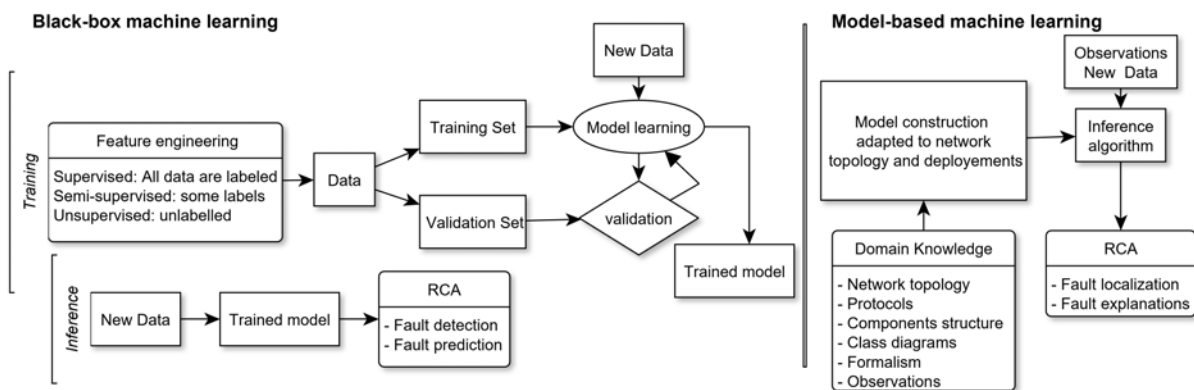 Black-box machine learning
Training
Feature engineering
Supervised: All data are labeled
Semi-supervised: some labels
Unsupervised: unlabelled
Data
Training Set
Validation Set
New Data
Model learning
validation
Trained model
Inference
New Data
Trained model
RCA
- Fault detection
- Fault prediction
Model-based machine learning
Observations
New Data
Model construction
adapted to network
topology and deployements
Inference
algorithm
Domain Knowledge
- Network topology
- Protocols
- Components structure
- Class diagrams
- Formalism
- Observations
RCA
- Fault localization
- Fault explanations